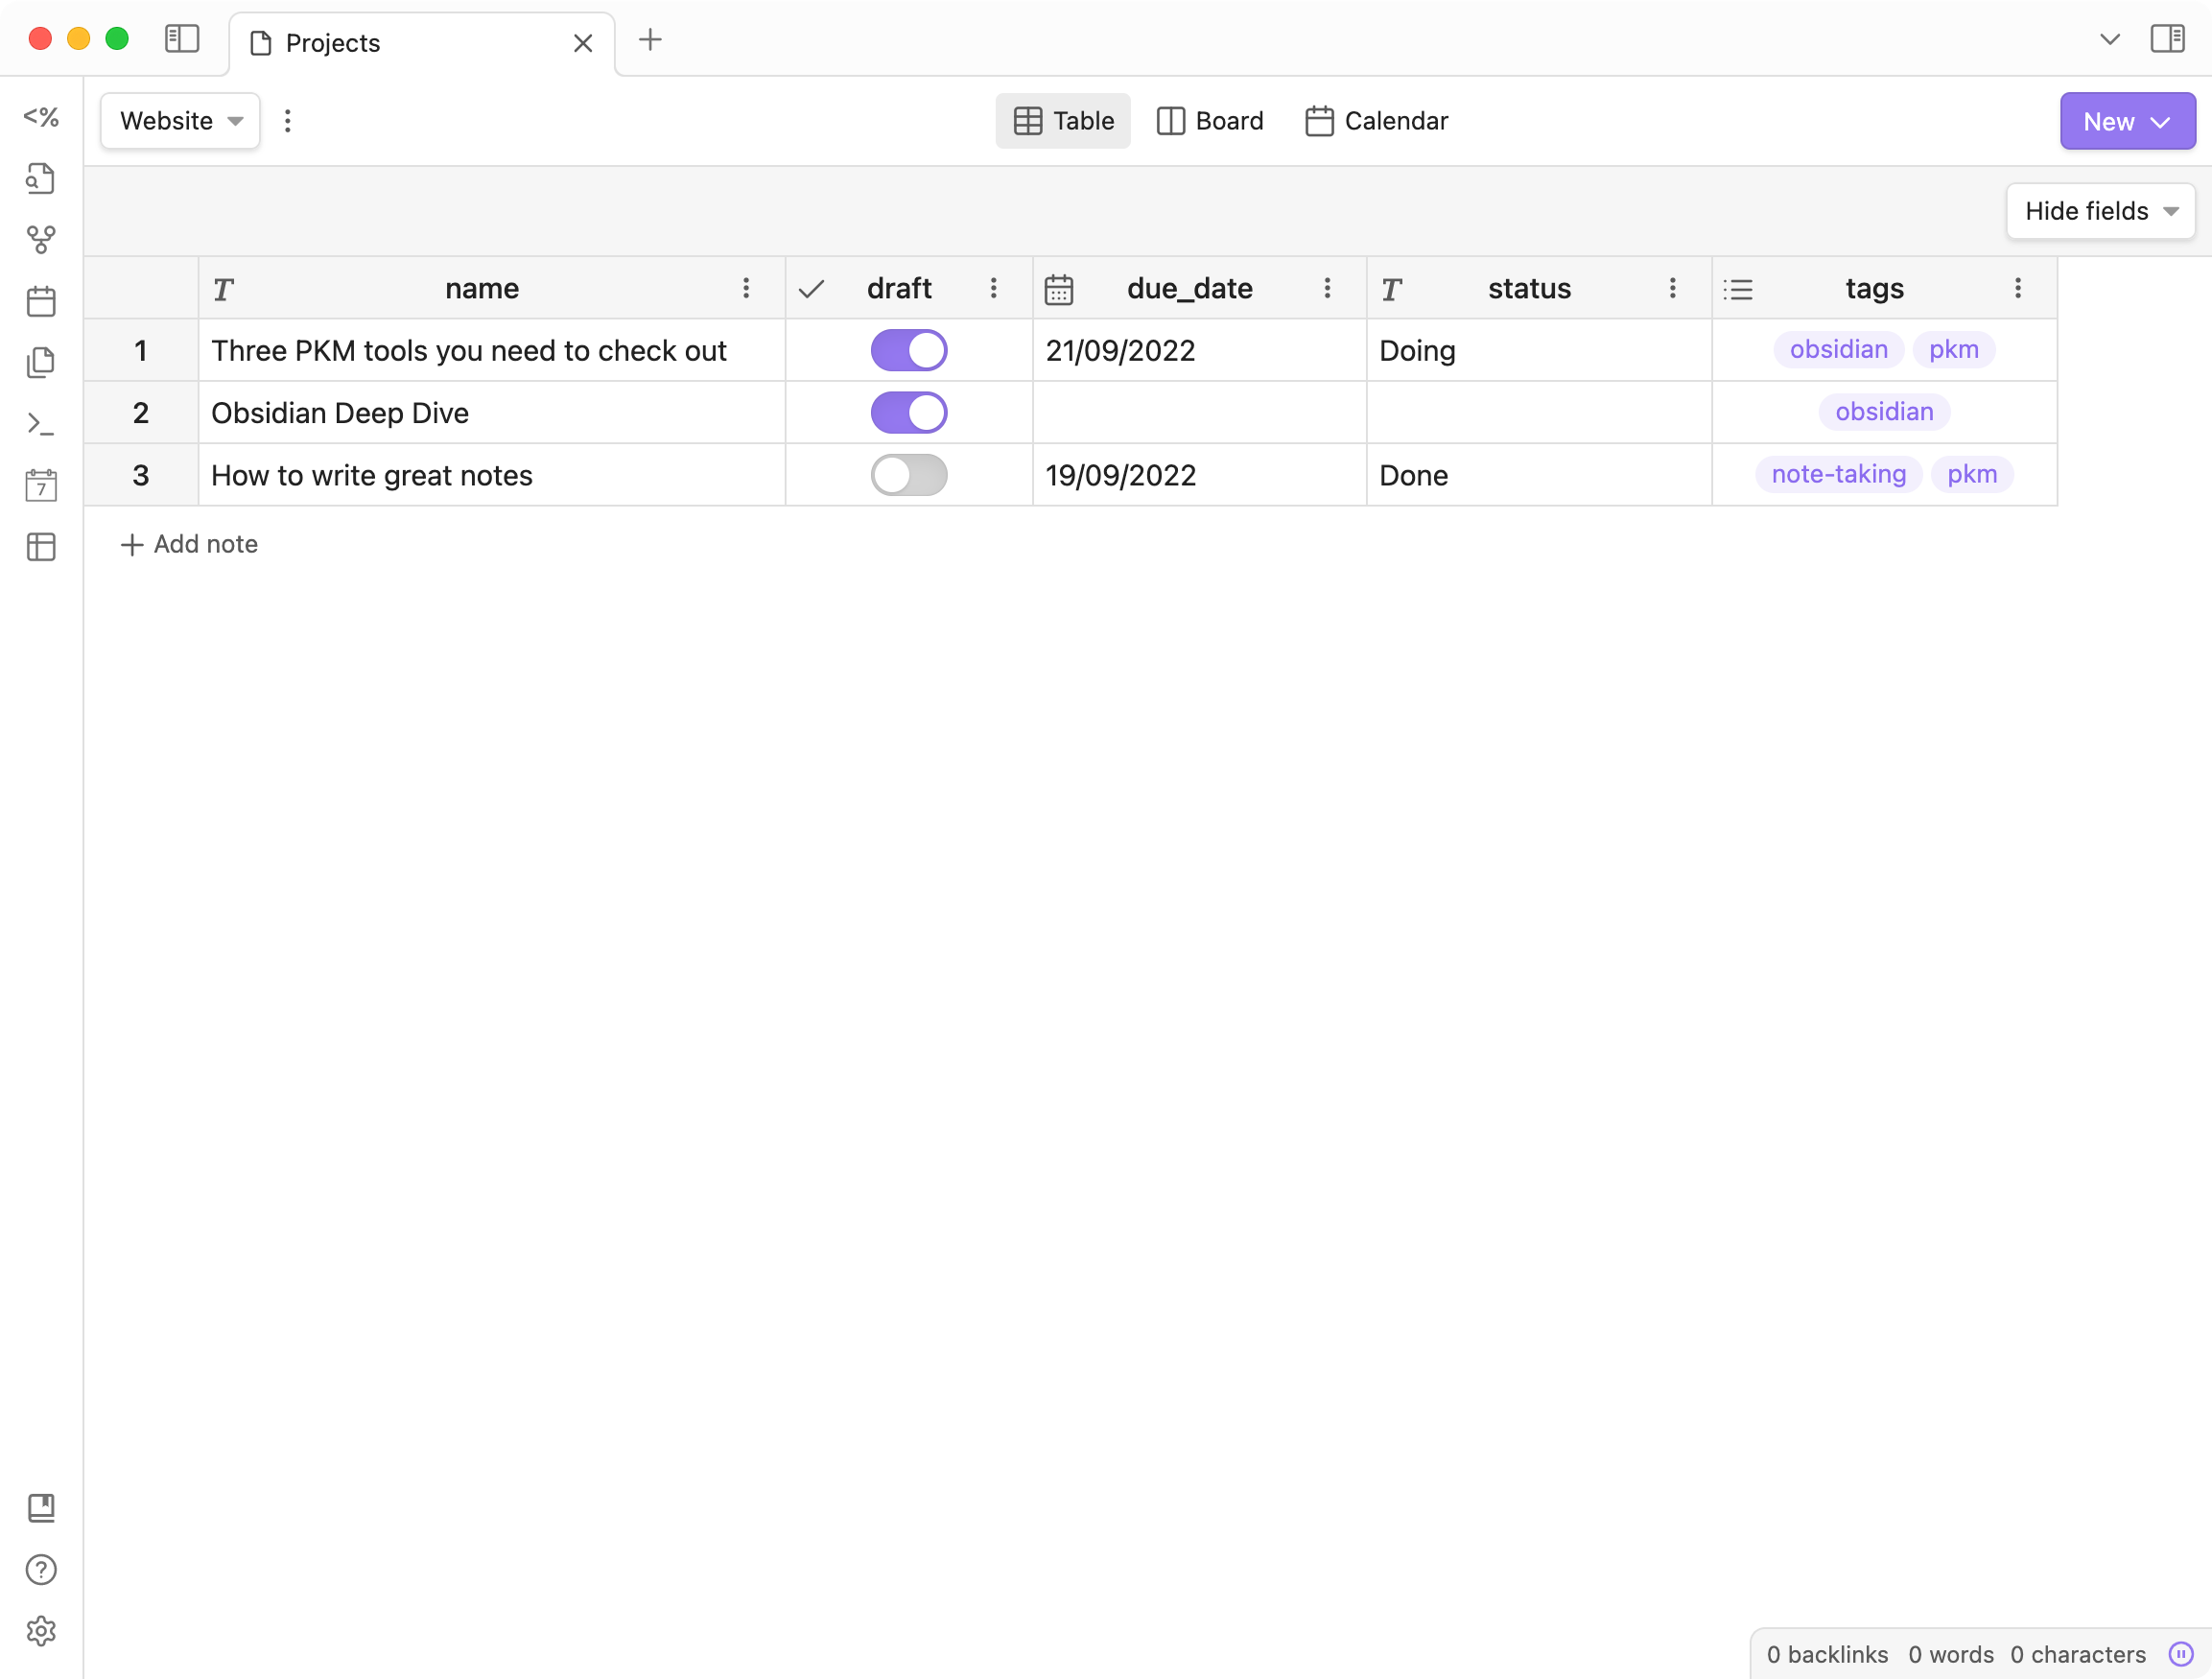 Projects
<%
Website
Table Board Calendar
New
Hide fields
name draft due_date status tags
1 Three PKM tools you need to check out 21/09/2022 Doing obsidian pkm
2 Obsidian Deep Dive obsidian
3 How to write great notes 19/09/2022 Done note-taking pkm
Add note
7
0 backlinks 0 words 0 characters